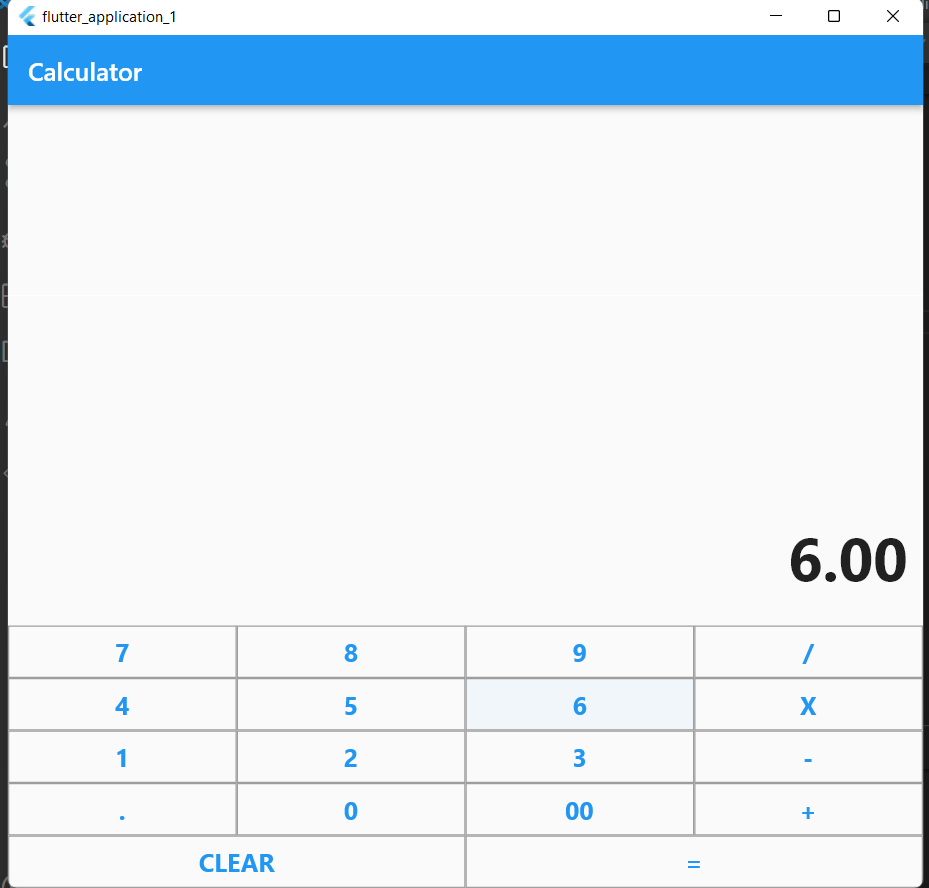 flutter_application_1
Calculator
6.00
7 8 9 /
4 5 6 X
1 2 3 -
. 0 00 +
CLEAR =